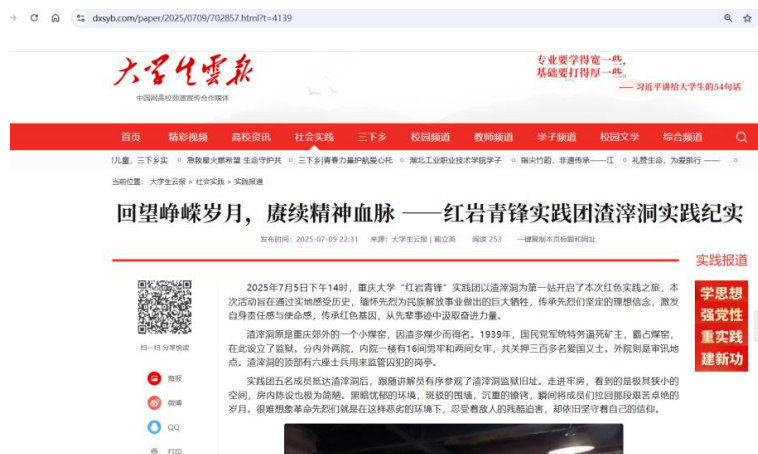 dxsyb.com/paper/2025/0709/702857.html?t=4139
大学生云报
中国网高校频道宣传合作媒体
专业要学得宽一些,
基础要打得厚一些。
—— 习近平讲给大学生的54句话
首页 精彩视频 高校资讯 社会实践 三下乡 校园频道 教师频道 学子频道 校园文学 综合频道
儿童, 三下乡实 急救星火燃希望 生命守护共 三下乡|青春力量护航爱心托 湖北工业职业技术学院学子 指尖竹韵, 非遗传承——江 礼赞生命, 为爱前行 ——
当前位置: 大学生云报 > 社会实践 > 实践报道
回望峥嵘岁月，赓续精神血脉 ——红岩青锋实践团渣滓洞实践纪实
发布时间: 2025-07-09 22:31 来源: 大学生云报 | 戴立英 阅读 253 一键复制本页标题和网址
实践报道
学思想
强党性
重实践
建新功
扫一扫 分享悦读
海报
微博
QQ
打印
2025年7月5日下午14时，重庆大学“红岩青锋”实践团以渣滓洞为第一站开启了本次红色实践之旅，本
次活动旨在通过实地感受历史，缅怀先烈为民族解放事业做出的巨大牺牲，传承先烈们坚定的理想信念，激发
自身责任感与使命感，传承红色基因，从先辈事迹中汲取奋进力量。
渣滓洞原是重庆郊外的一个小煤窑，因渣多煤少而得名。1939年，国民党军统特务逼死矿主，霸占煤窑，
在此设立了监狱。分内外两院，内院一楼有16间男牢和两间女牢，共关押三百多名爱国义士。外院则是审讯地
点。渣滓洞的顶部有六座士兵用来监管囚犯的岗亭。
实践团五名成员抵达渣滓洞后，跟随讲解员有序参观了渣滓洞监狱旧址。走进牢房，看到的是极其狭小的
空间，房内陈设也极为简陋。黑暗忧郁的环境，斑驳的围墙，沉重的镣铐，瞬间将成员们拉回那段艰苦卓绝的
岁月。很难想象革命先烈们就是在这样恶劣的环境下，忍受着敌人的残酷迫害，却依旧坚守着自己的信仰。